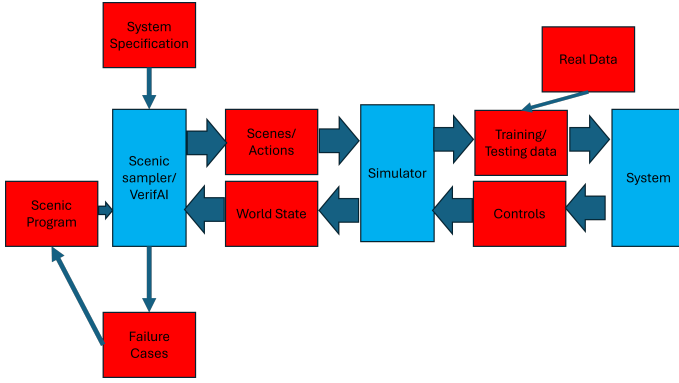 System
Specification
Real Data
Scenic
sampler/
VerifAI
Scenes/
Actions
Simulator
Training/
Testing data
System
Scenic
Program
World State
Controls
Failure
Cases